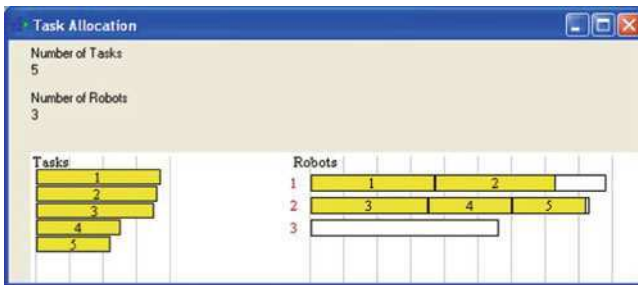 Task Allocation
Number of Tasks
5
Number of Robots
3
Tasks
1
2
3
4
5
Robots
1 1 2
2 3 4 5
3